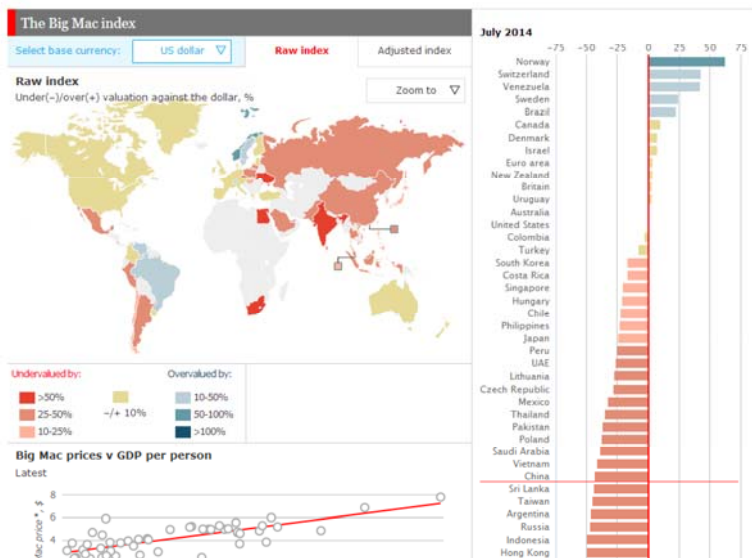 The Big Mac index
Select base currency: US dollar Raw index Adjusted index
Raw index
Under(−)/over(+) valuation against the dollar, %
Zoom to
Undervalued by: Overvalued by:
>50% 10-50%
25-50% −/+ 10% 50-100%
10-25% >100%
Big Mac prices v GDP per person
Latest
8
6
4
Mac price*, $
July 2014
−75 −50 −25 0 25 50 75
Norway
Switzerland
Venezuela
Sweden
Brazil
Canada
Denmark
Israel
Euro area
New Zealand
Britain
Uruguay
Australia
United States
Colombia
Turkey
South Korea
Costa Rica
Singapore
Hungary
Chile
Philippines
Japan
Peru
UAE
Lithuania
Czech Republic
Mexico
Thailand
Pakistan
Poland
Saudi Arabia
Vietnam
China
Sri Lanka
Taiwan
Argentina
Russia
Indonesia
Hong Kong